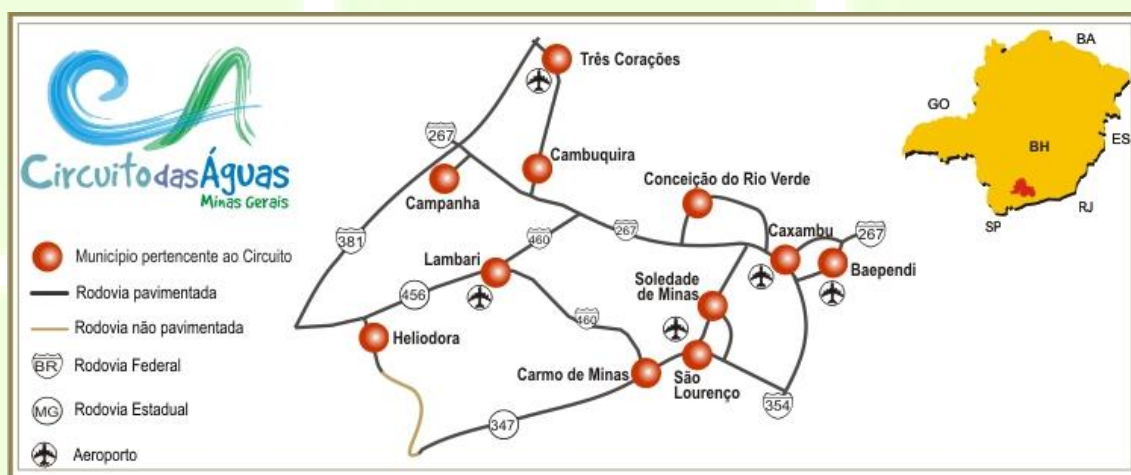 Circuito das Águas
Minas Gerais
Município pertencente ao Circuito
Rodovia pavimentada
Rodovia não pavimentada
BR Rodovia Federal
MG Rodovia Estadual
Aeroporto
Três Corações
267
Cambuquira
Campanha
Conceição do Rio Verde
381
460
267
Caxambu
267
Lambari
Baependi
456
Soledade
de Minas
460
Heliodora
Carmo de Minas
São
Lourenço
354
347
BA
GO
ES
BH
RJ
SP